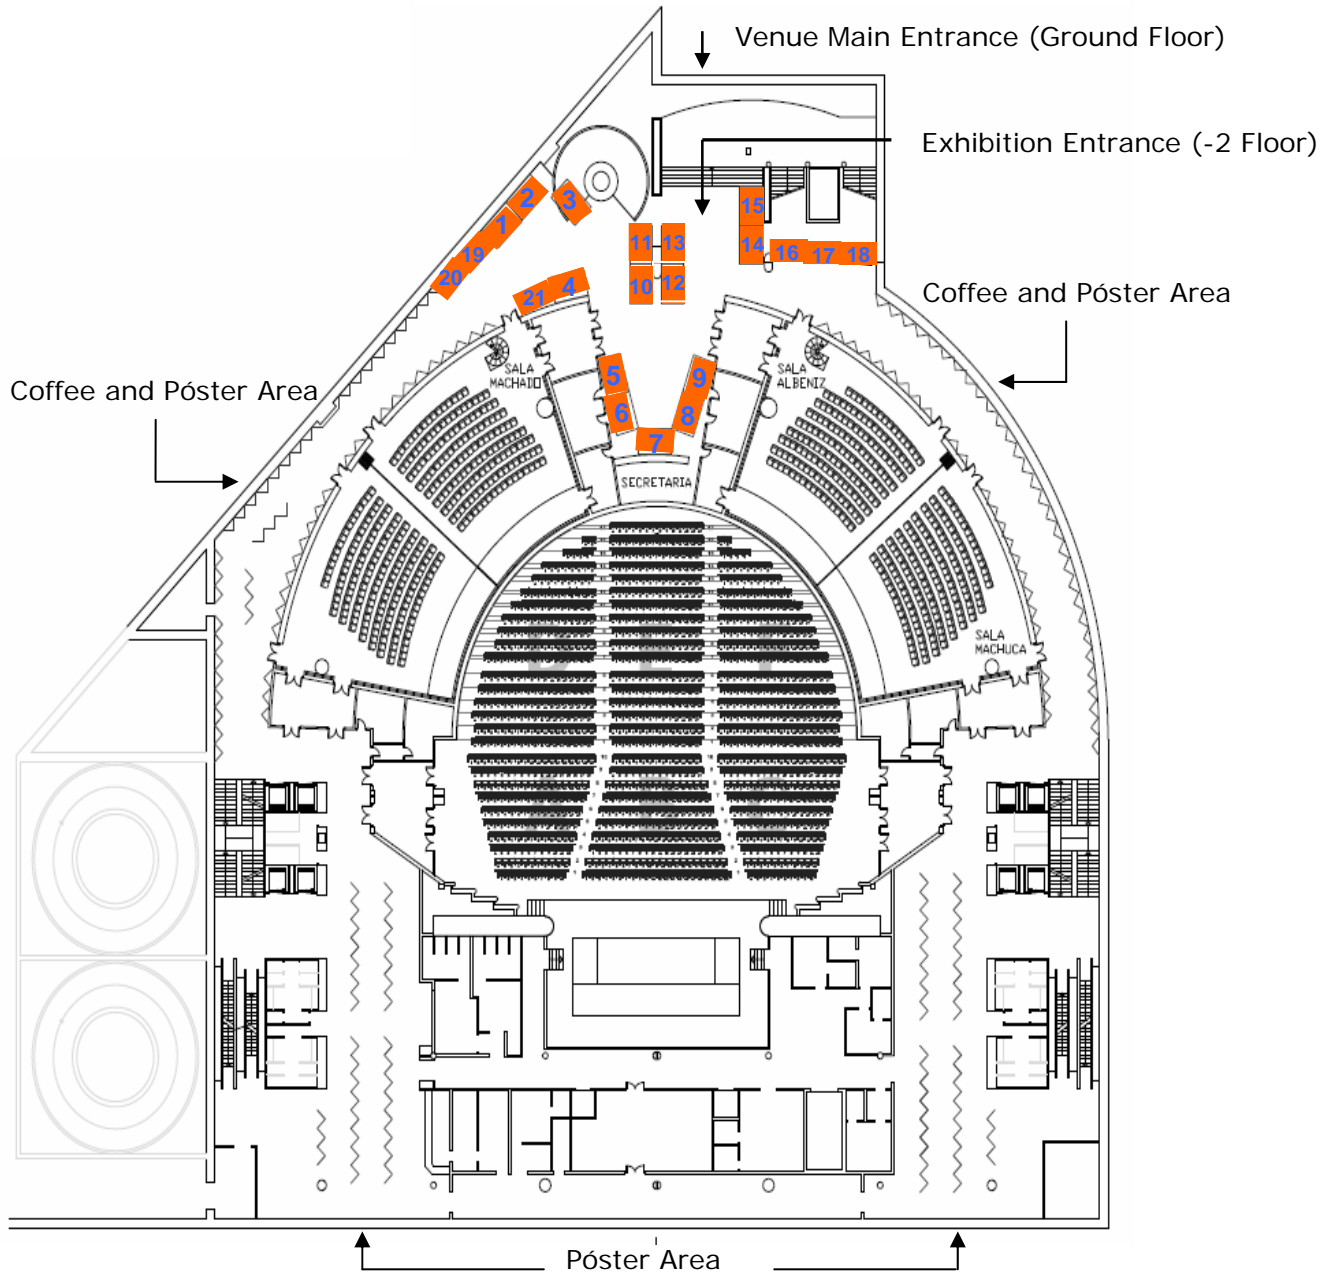 Venue Main Entrance (Ground Floor)
Exhibition Entrance (-2 Floor)
2
3
1
15
11
13
14
19
16
17
18
20
4
10
12
21
Coffee and Póster Area
SALA
MACHADO
5
9
SALA
ALBENIZ
Coffee and Póster Area
6
8
7
SECRETARIA
SALA
MACHUCA
Póster Area